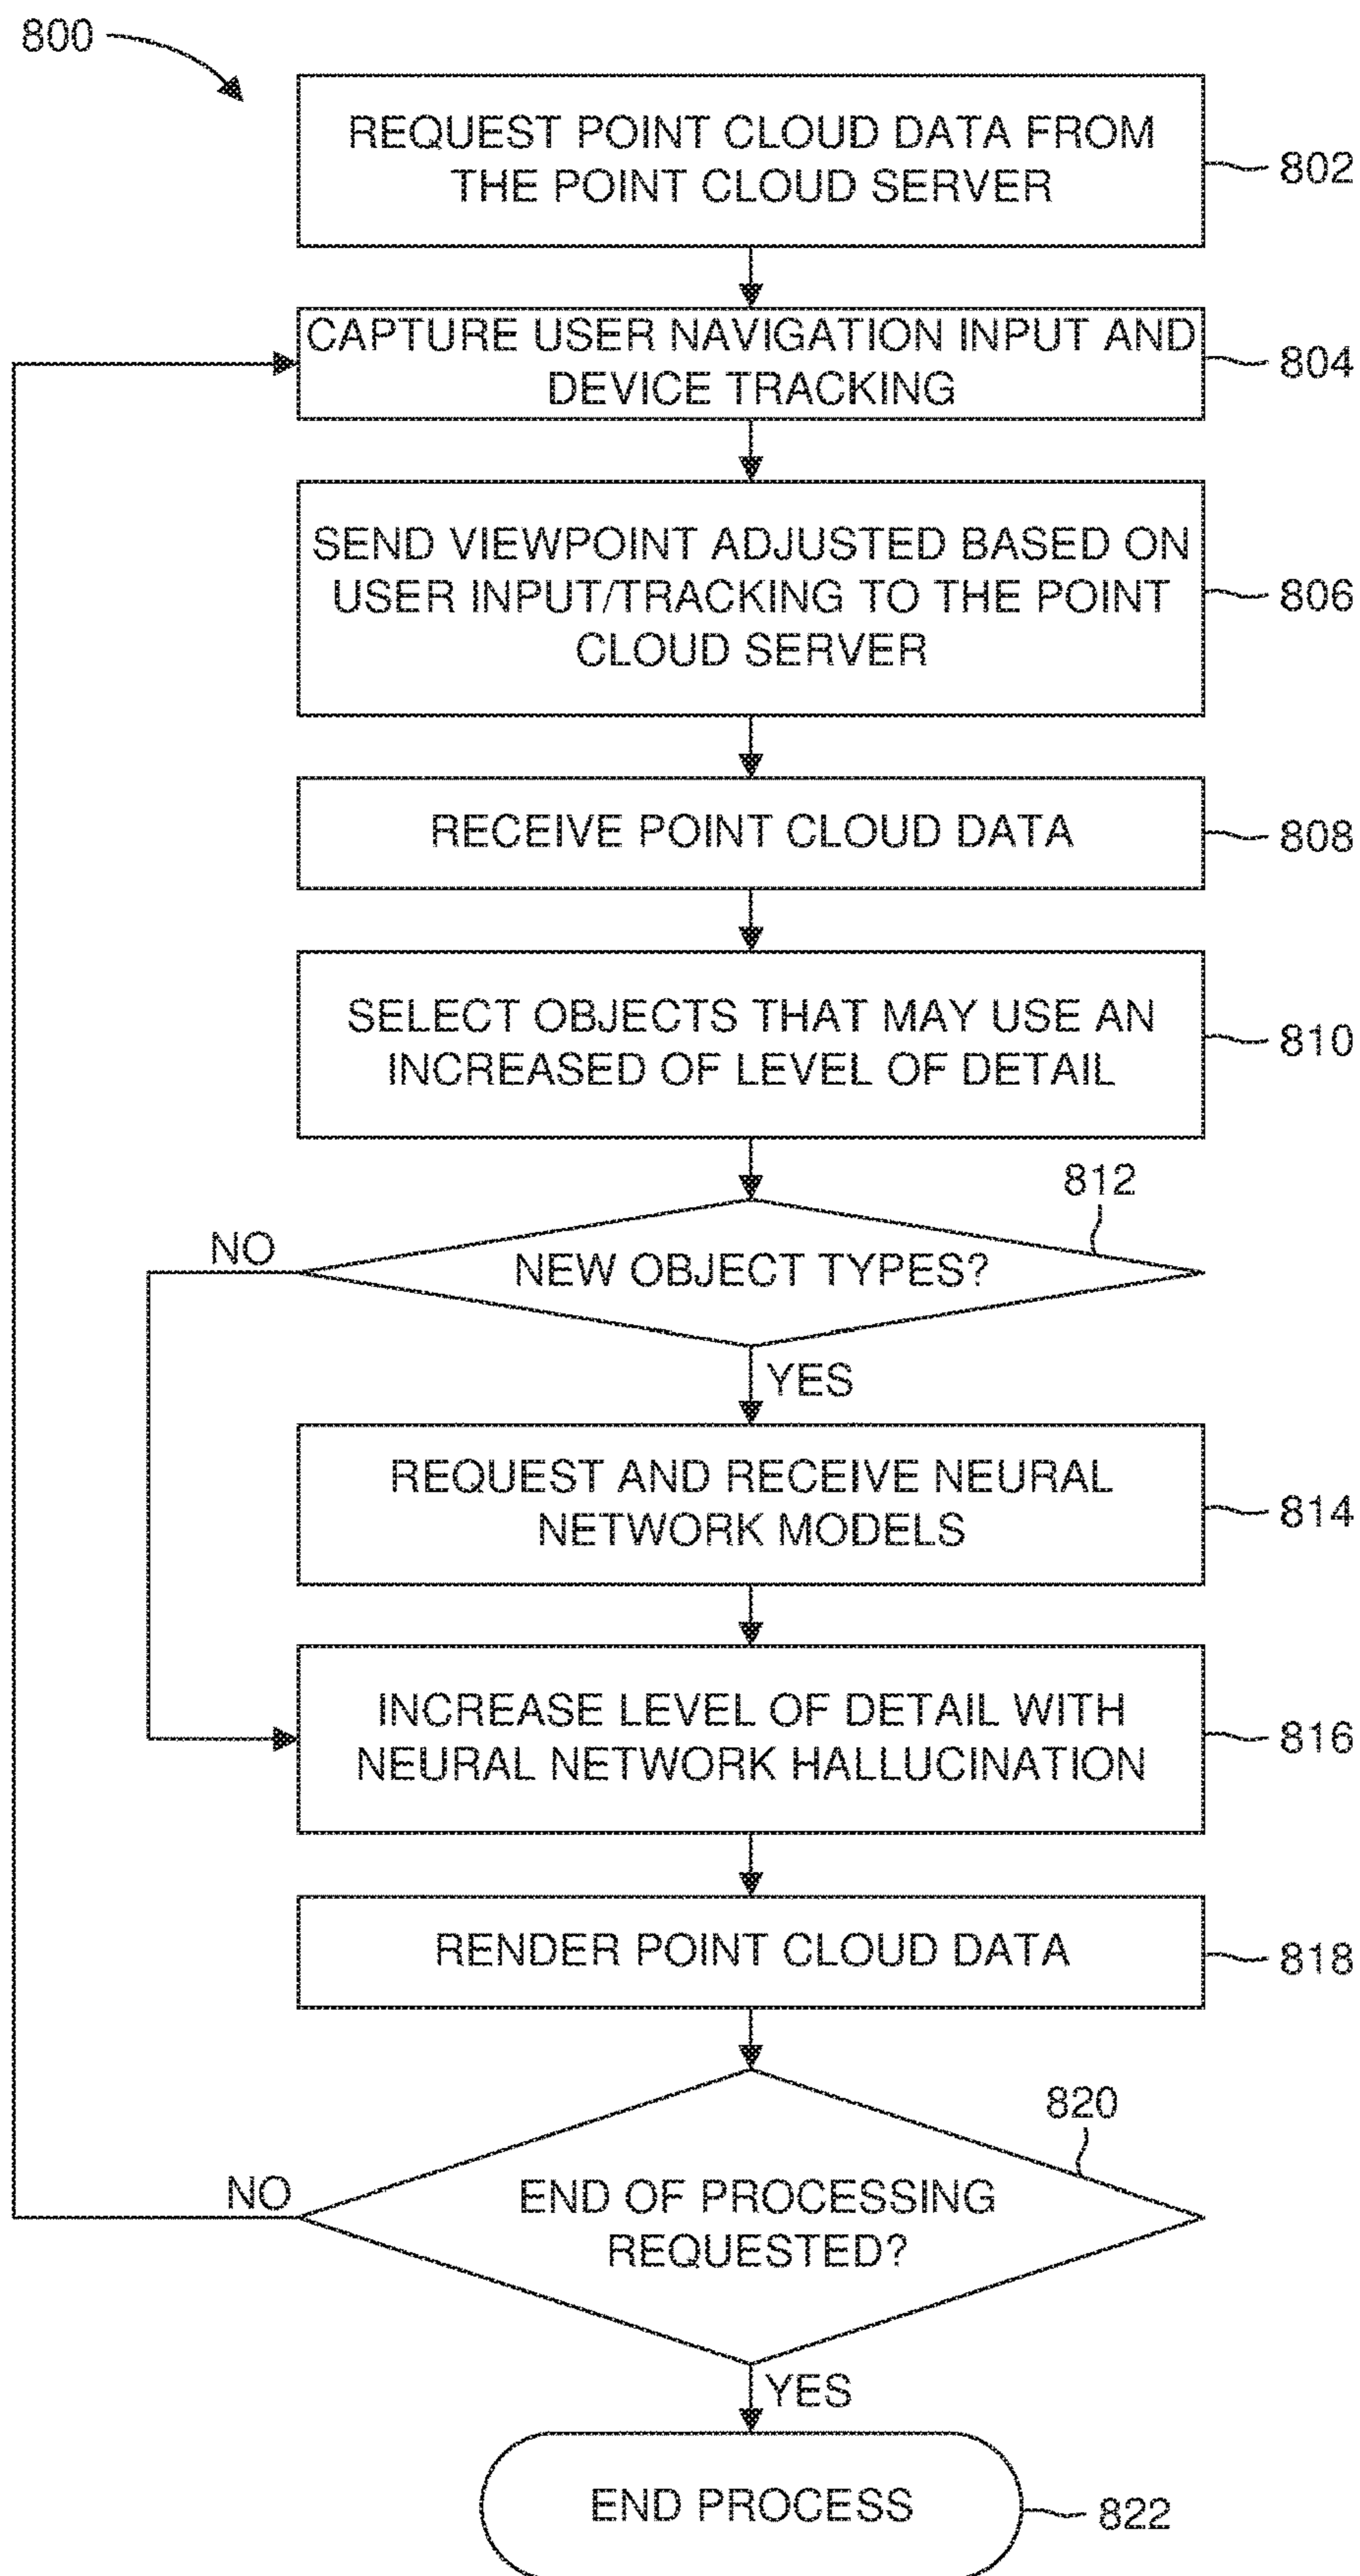 800
REQUEST POINT CLOUD DATA FROM
THE POINT CLOUD SERVER
802
CAPTURE USER NAVIGATION INPUT AND
DEVICE TRACKING
804
SEND VIEWPOINT ADJUSTED BASED ON
USER INPUT/TRACKING TO THE POINT
CLOUD SERVER
806
RECEIVE POINT CLOUD DATA
808
SELECT OBJECTS THAT MAY USE AN
INCREASED OF LEVEL OF DETAIL
810
812
NO
NEW OBJECT TYPES?
YES
REQUEST AND RECEIVE NEURAL
NETWORK MODELS
814
INCREASE LEVEL OF DETAIL WITH
NEURAL NETWORK HALLUCINATION
816
RENDER POINT CLOUD DATA
818
820
NO
END OF PROCESSING
REQUESTED?
YES
END PROCESS
822